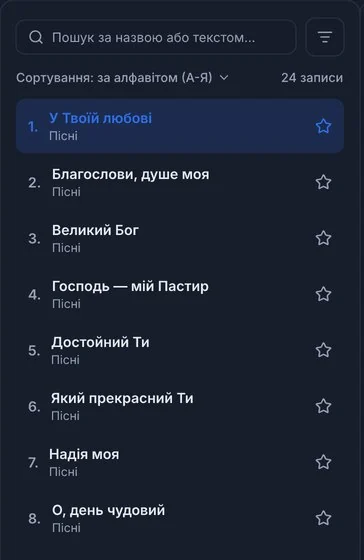 Пошук за назвою або текстом...
Сортування: за алфавітом (А-Я)
24 записи
1. У Твоїй любові
Пісні
2. Благослови, душе моя
Пісні
3. Великий Бог
Пісні
4. Господь — мій Пастир
Пісні
5. Достойний Ти
Пісні
6. Який прекрасний Ти
Пісні
7. Надія моя
Пісні
8. О, день чудовий
Пісні